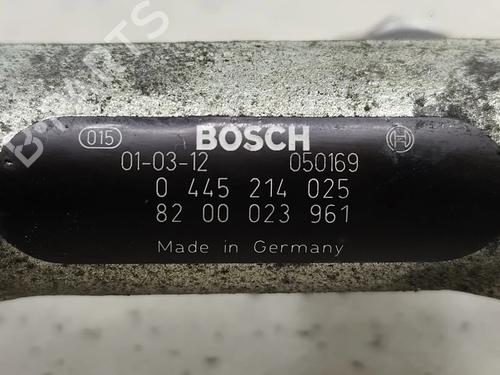 015 BOSCH
01-03-12 050169
0 445 214 025
82 00 023 961
Made in Germany